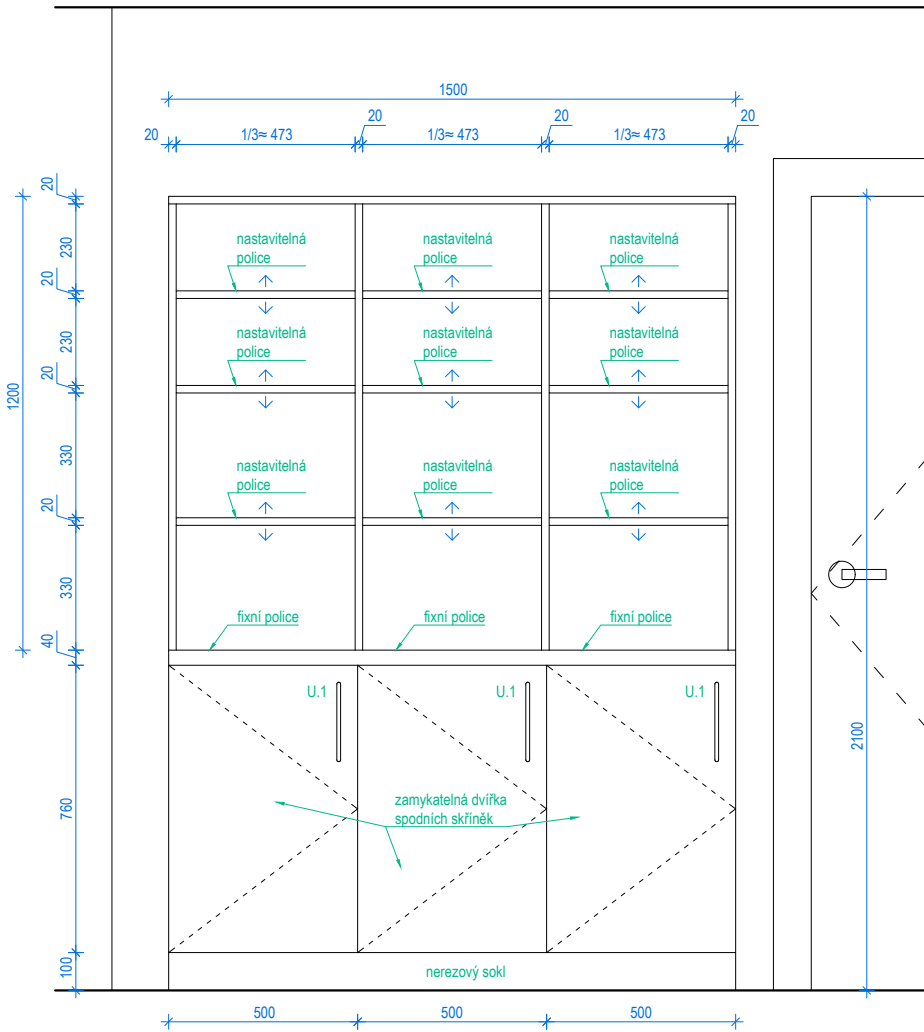 1500
20
20
20
20
1/3≈ 473
1/3≈ 473
1/3≈ 473
20
230
20
230
20
330
20
330
40
1200
760
100
nastavitelná
police
nastavitelná
police
nastavitelná
police
nastavitelná
police
nastavitelná
police
nastavitelná
police
nastavitelná
police
nastavitelná
police
nastavitelná
police
fixní police
fixní police
fixní police
U.1
U.1
U.1
zamykatelná dvířka
spodních skříněk
2100
nerezový sokl
500
500
500